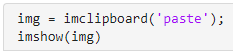 img = imclipboard('paste');
imshow(img)